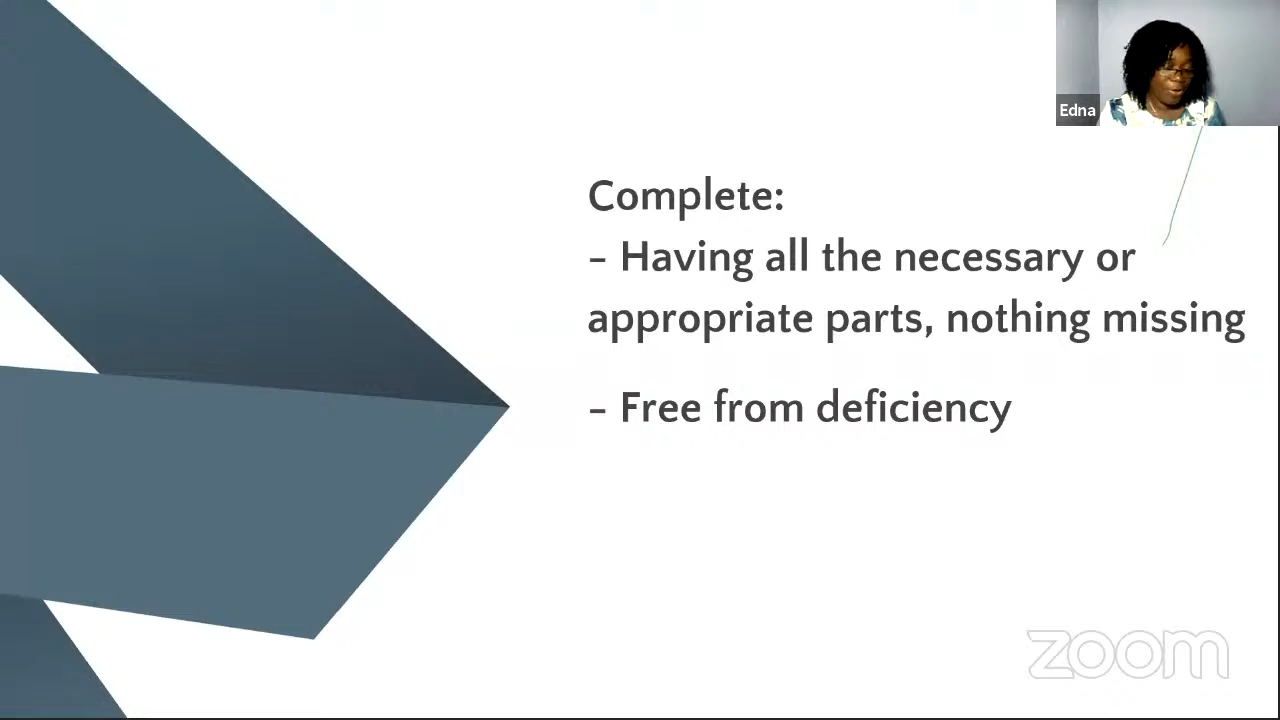 Edna
Complete:
- Having all the necessary or
appropriate parts, nothing missing
- Free from deficiency
zoom